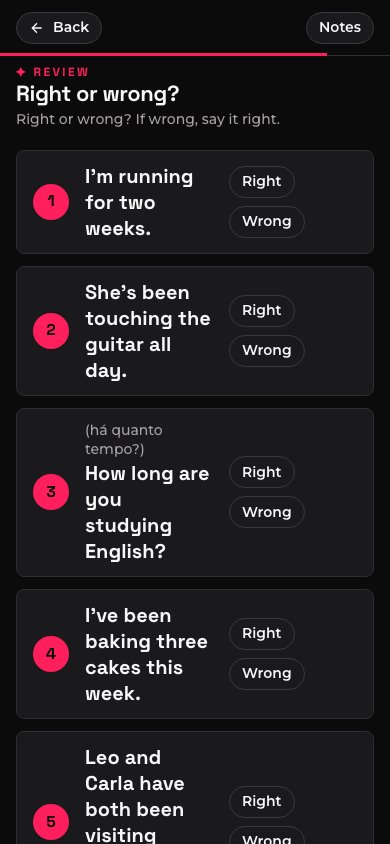 ← Back
Notes
✦ REVIEW
Right or wrong?
Right or wrong? If wrong, say it right.
1
I'm running
for two
weeks.
Right
Wrong
2
She's been
touching the
guitar all
day.
Right
Wrong
3
(há quanto
tempo?)
How long are
you
studying
English?
Right
Wrong
4
I've been
baking three
cakes this
week.
Right
Wrong
5
Leo and
Carla have
both been
visiting
Right
Wrong